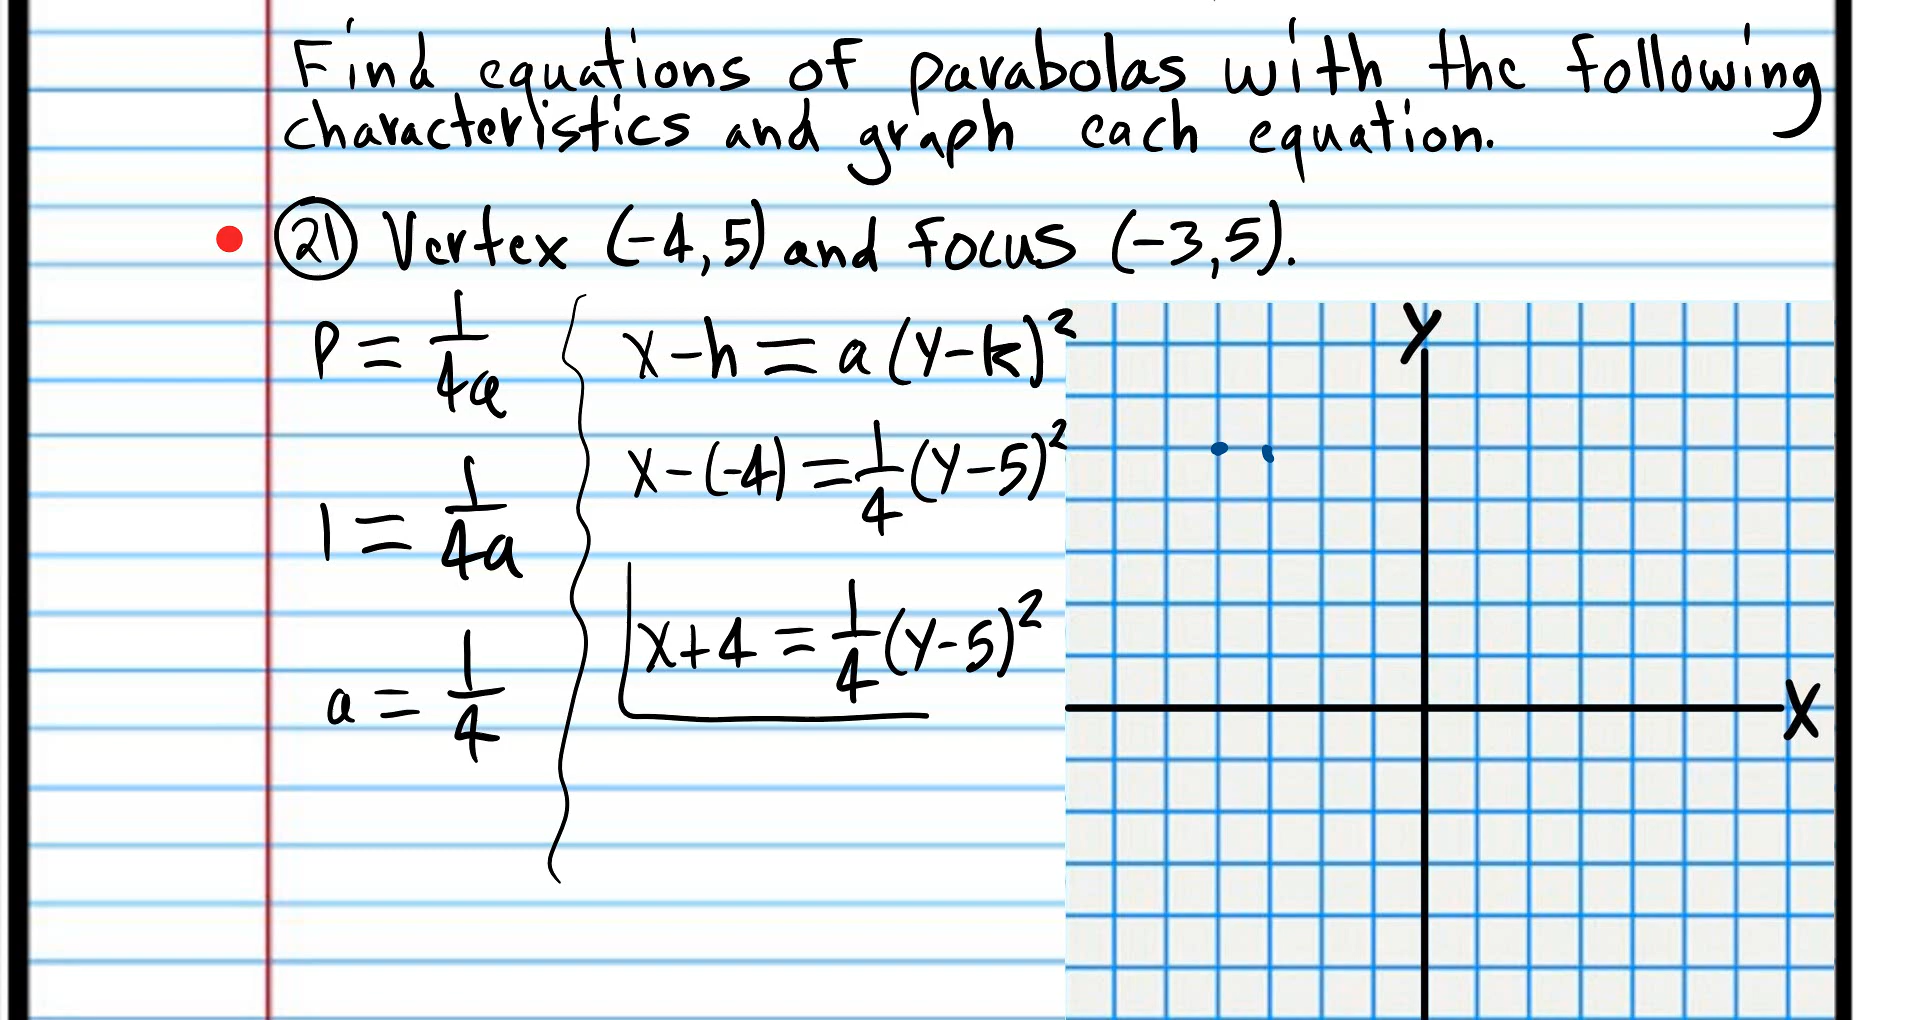 Find equations of parabolas with the following
characteristics and graph each equation.
(21) Vertex (-4,5) and focus (-3,5).
P = 1/4a
1 = 1/4a
a = 1/4
x - h = a(y-k)²
x - (-4) = 1/4(y-5)²
x+4 = 1/4(y-5)²
y
x